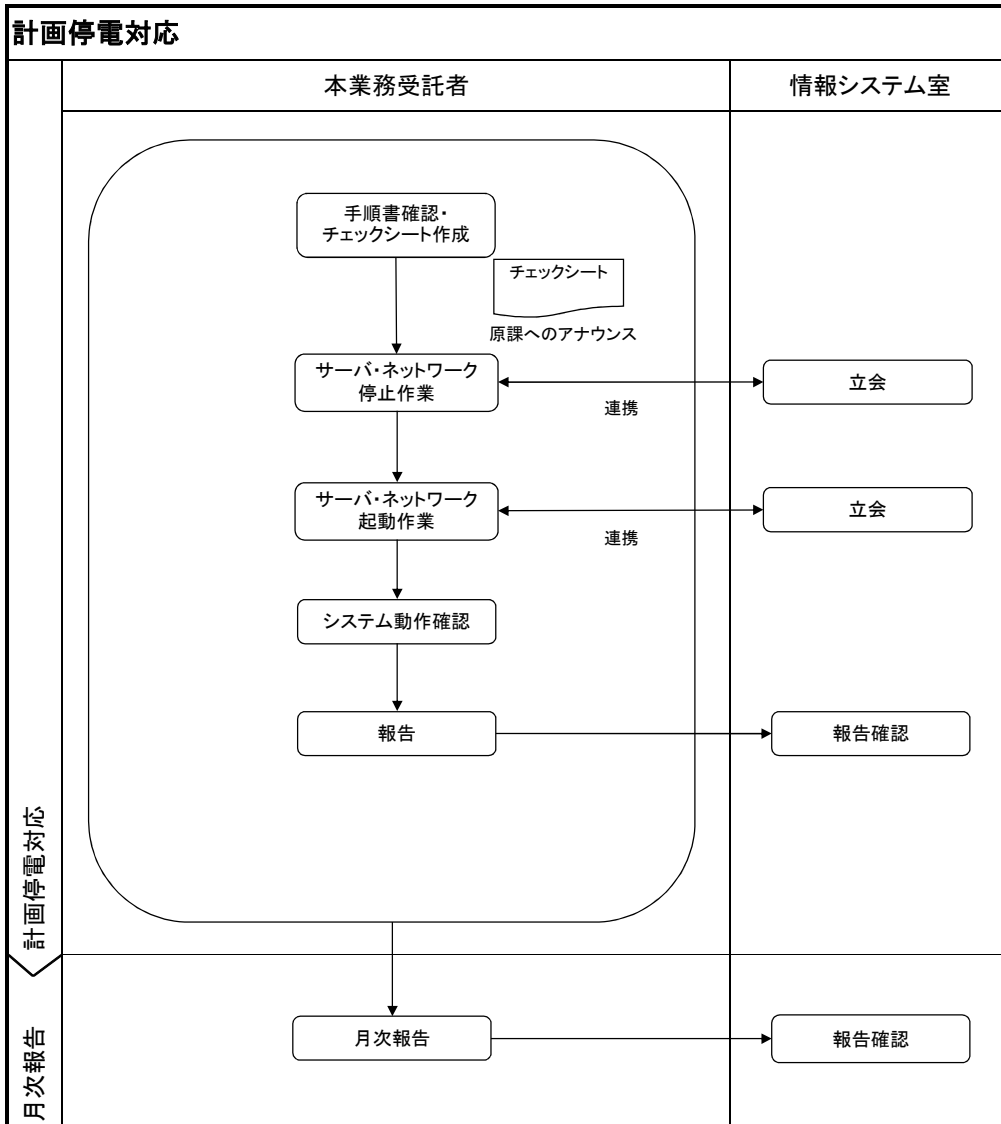 計画停電対応
本業務受託者
情報システム室
手順書確認・
チェックシート作成
チェックシート
原課へのアナウンス
サーバ・ネットワーク
停止作業
連携
立会
サーバ・ネットワーク
起動作業
連携
立会
システム動作確認
報告
報告確認
計画停電対応
月次報告
報告確認
月次報告